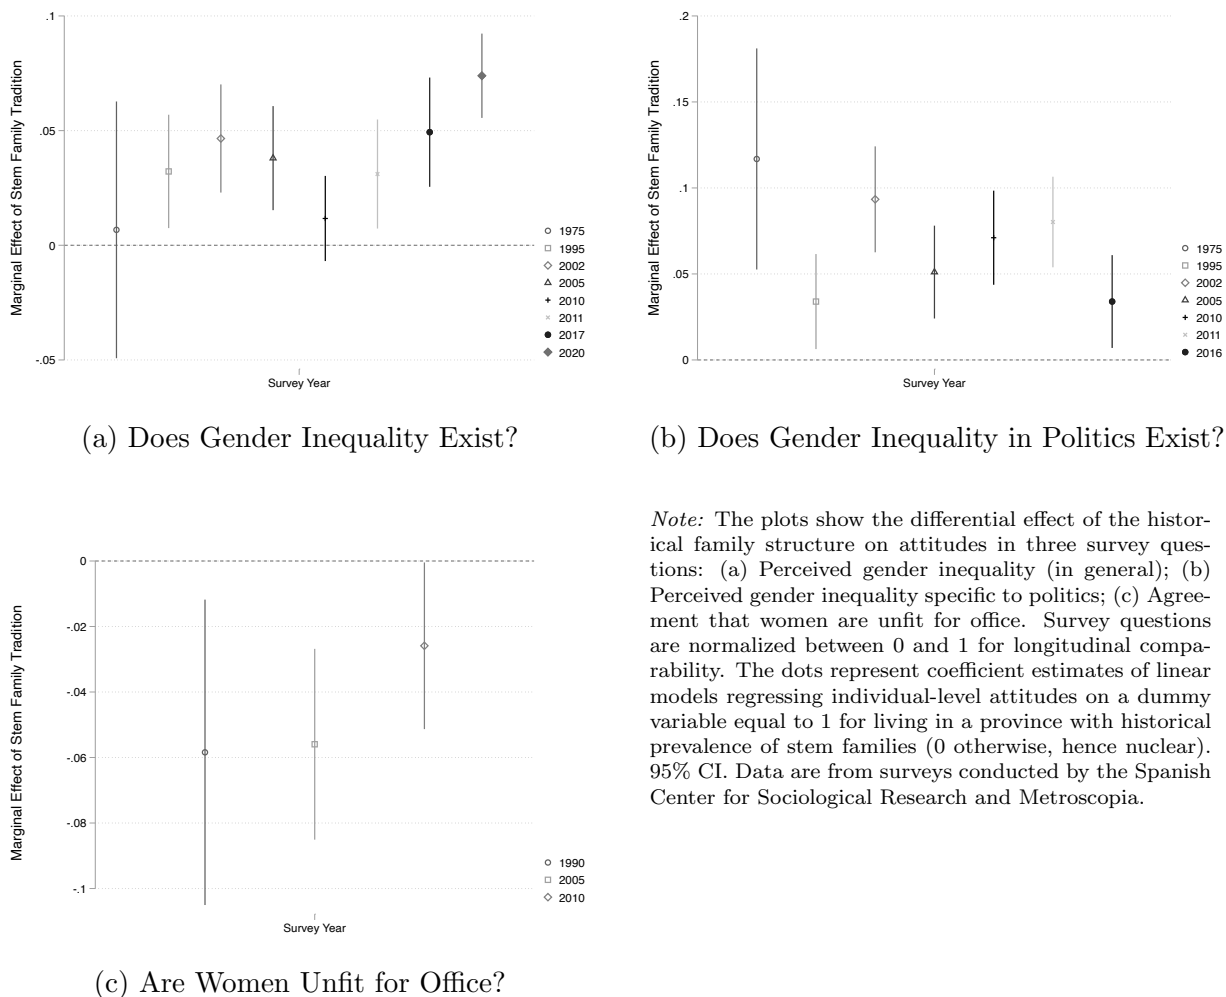 Marginal Effect of Stem Family Tradition
.1
.05
0
-.05
Survey Year
1975
1995
2002
2005
2010
2011
2017
2020
(a) Does Gender Inequality Exist?
Marginal Effect of Stem Family Tradition
.2
.15
.1
.05
0
Survey Year
1975
1995
2002
2005
2010
2011
2016
(b) Does Gender Inequality in Politics Exist?
Marginal Effect of Stem Family Tradition
0
-.02
-.04
-.06
-.08
-.1
Survey Year
1990
2005
2010
(c) Are Women Unfit for Office?
Note: The plots show the differential effect of the histor-
ical family structure on attitudes in three survey ques-
tions: (a) Perceived gender inequality (in general); (b)
Perceived gender inequality specific to politics; (c) Agree-
ment that women are unfit for office. Survey questions
are normalized between 0 and 1 for longitudinal compa-
rability. The dots represent coefficient estimates of linear
models regressing individual-level attitudes on a dummy
variable equal to 1 for living in a province with historical
prevalence of stem families (0 otherwise, hence nuclear).
95% CI. Data are from surveys conducted by the Spanish
Center for Sociological Research and Metroscopia.